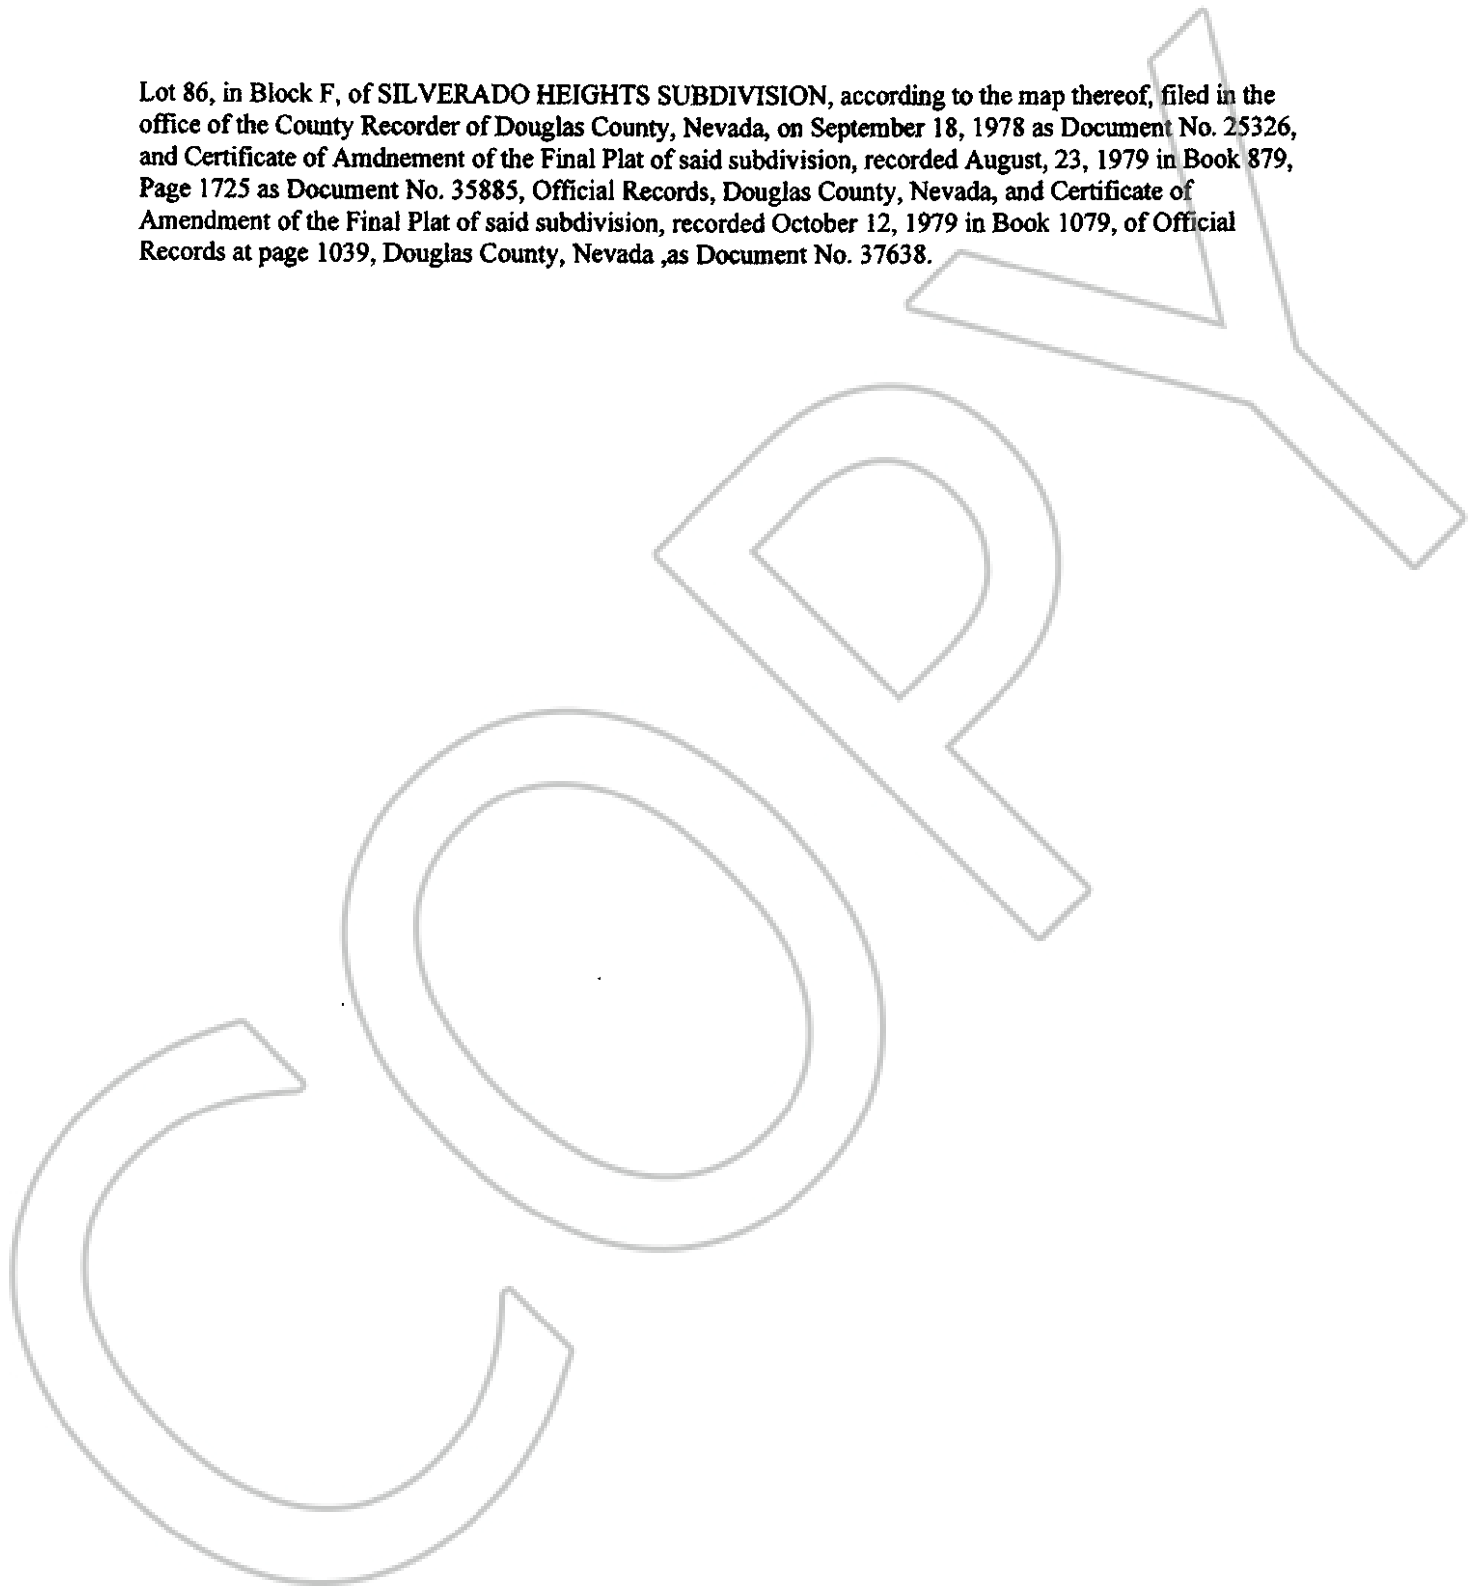 Lot 86, in Block F, of SILVERADO HEIGHTS SUBDIVISION, according to the map thereof, filed in the
office of the County Recorder of Douglas County, Nevada, on September 18, 1978 as Document No. 25326,
and Certificate of Amdnement of the Final Plat of said subdivision, recorded August, 23, 1979 in Book 879,
Page 1725 as Document No. 35885, Official Records, Douglas County, Nevada, and Certificate of
Amendment of the Final Plat of said subdivision, recorded October 12, 1979 in Book 1079, of Official
Records at page 1039, Douglas County, Nevada ,as Document No. 37638.
COPY